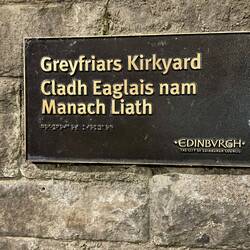 Greyfriars Kirkyard
Cladh Eaglais nam
Manach Liath
·EDINBVRGH·
THE CITY OF EDINBURGH COUNCIL